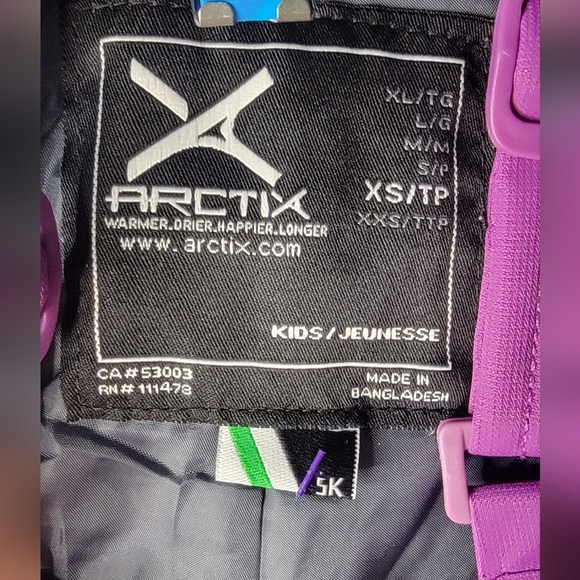 XL/TG
L/G
M/M
S/P
XS/TP
XXS/TTP
ARCTIX
WARMER.DRIER.HAPPIER.LONGER
www.arctix.com
KIDS/JEUNESSE
CA# 53003
RN# 111478
MADE IN
BANGLADESH
5K